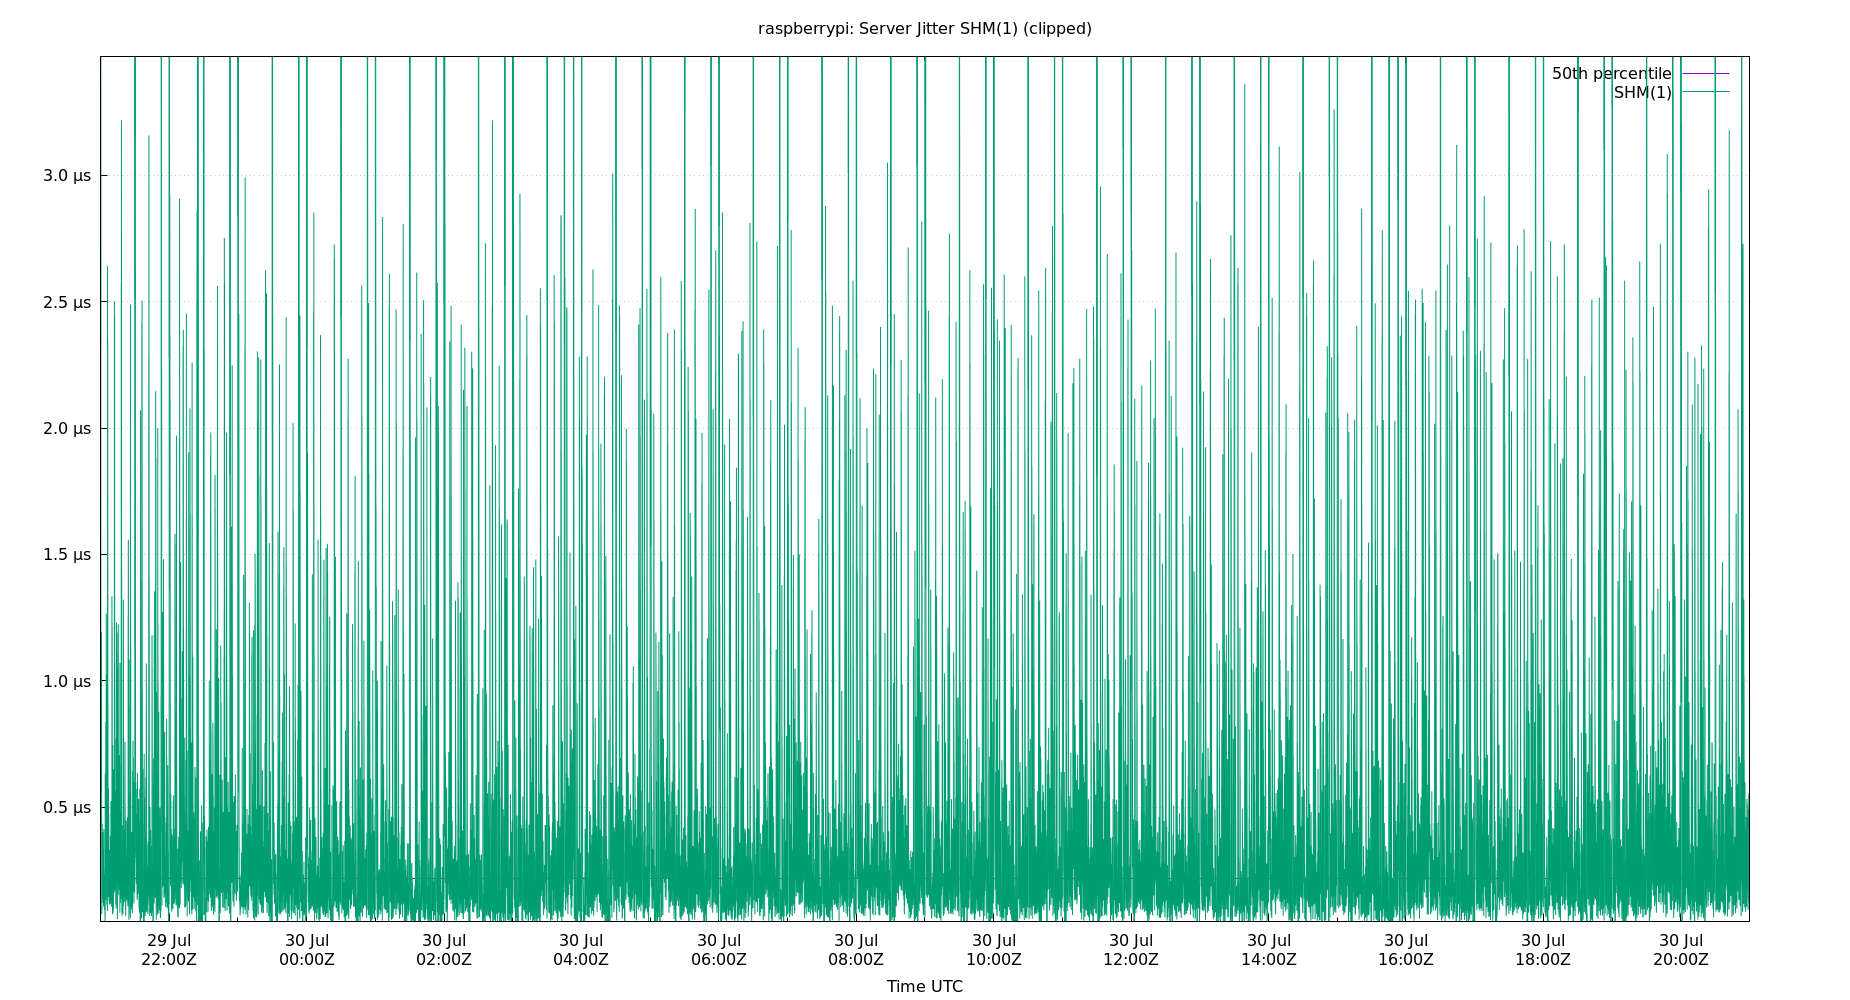 raspberrypi: Server Jitter SHM(1) (clipped)
50th percentile
SHM(1)
3.0 µs
2.5 µs
2.0 µs
1.5 µs
1.0 µs
0.5 µs
29 Jul 30 Jul 30 Jul 30 Jul 30 Jul 30 Jul 30 Jul 30 Jul 30 Jul 30 Jul 30 Jul 30 Jul
22:00Z 00:00Z 02:00Z 04:00Z 06:00Z 08:00Z 10:00Z 12:00Z 14:00Z 16:00Z 18:00Z 20:00Z
Time UTC